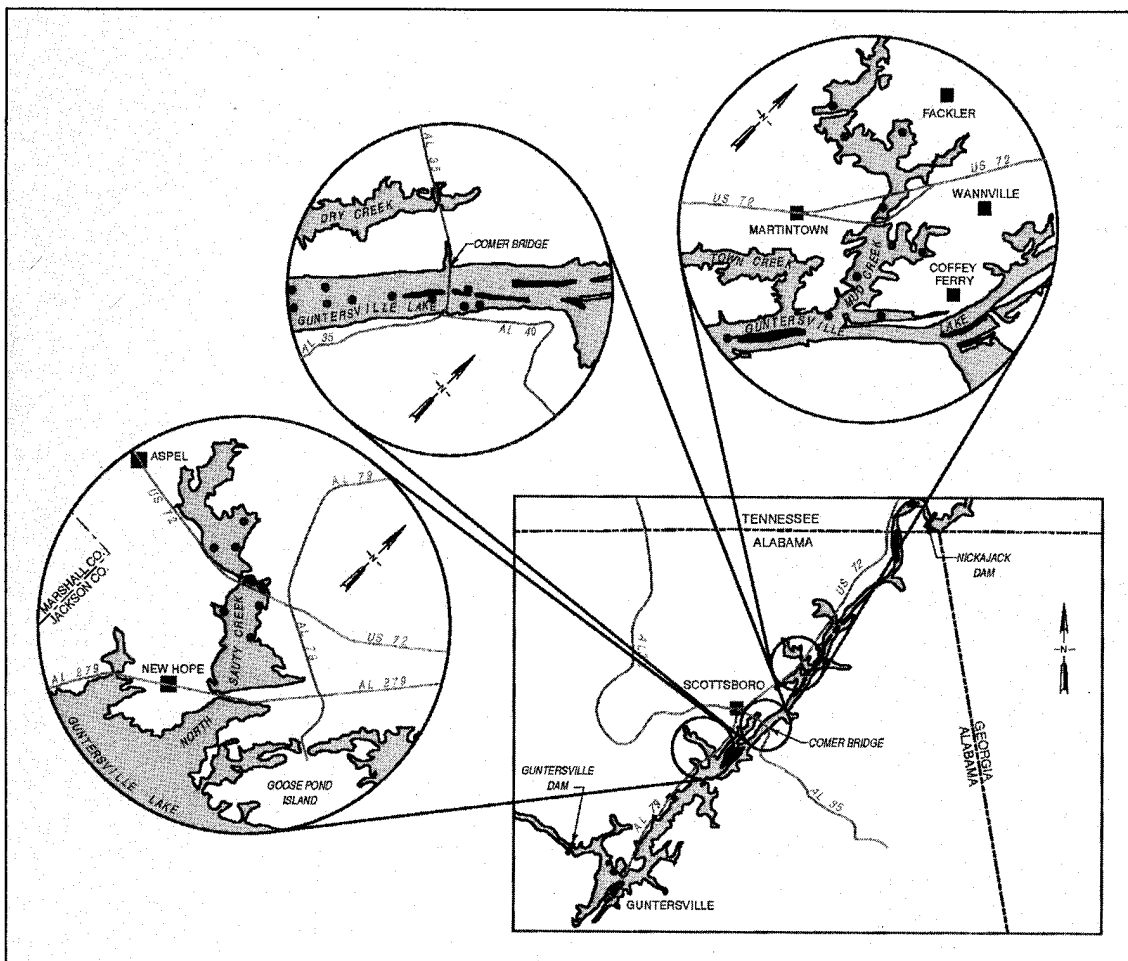 AL 35
DRY CREEK
COMER BRIDGE
GUNTERSVILLE LAKE
AL 35
AL 40
N
N
FACKLER
US 72
US 72
WANNVILLE
MARTINTOWN
TOWN CREEK
MUD CREEK
COFFEY
FERRY
GUNTERSVILLE
LAKE
ASPEL
US 72
AL 79
N
MARSHALL CO.
JACKSON CO.
SAUTY CREEK
AL 79
US 72
NEW HOPE
AL 279
AL 279
NORTH
GUNTERSVILLE LAKE
GOOSE POND
ISLAND
TENNESSEE
ALABAMA
NICKAJACK
DAM
US 72
N
SCOTTSBORO
COMER BRIDGE
GEORGIA
ALABAMA
GUNTERSVILLE
DAM
AL 79
AL 35
GUNTERSVILLE